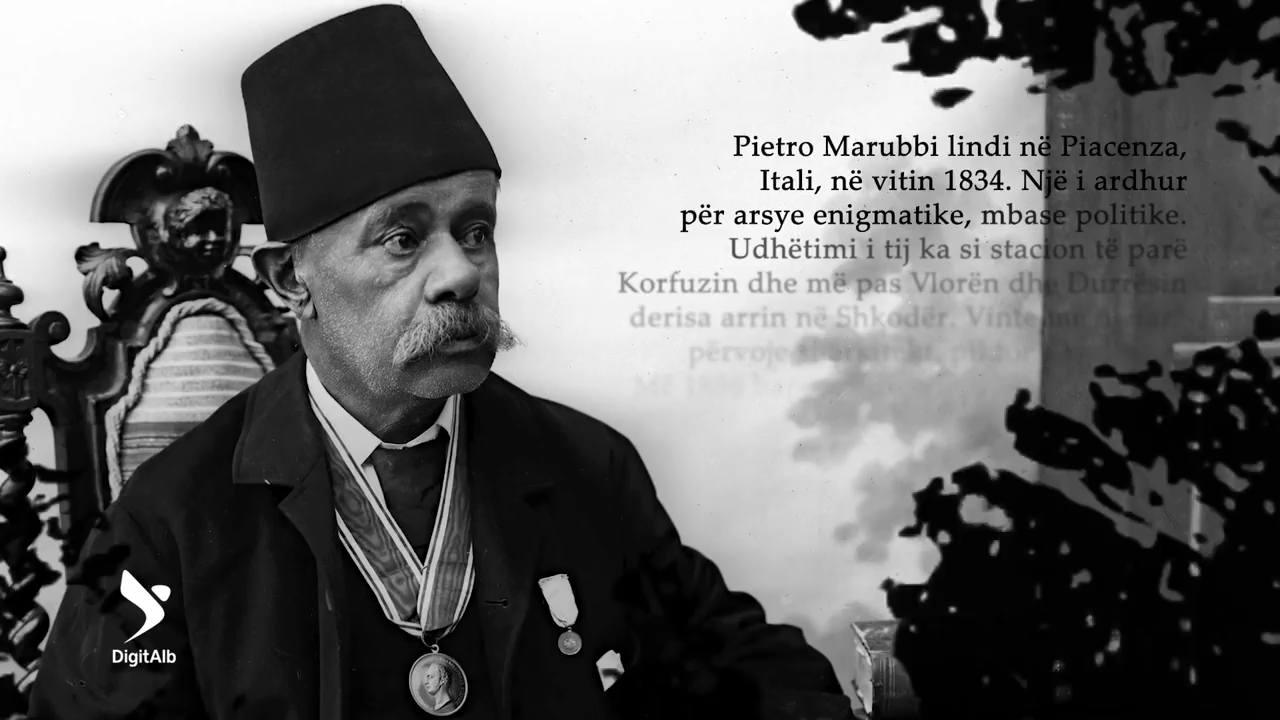 Pietro Marubbi lindi në Piacenza,
Itali, në vitin 1834. Një i ardhur
për arsye enigmatike, mbase politike.
Udhëtimi i tij ka si stacion të parë
Korfuzin dhe më pas Vlorën dhe Durrësin
derisa arrin në Shkodër.
DigitAlb